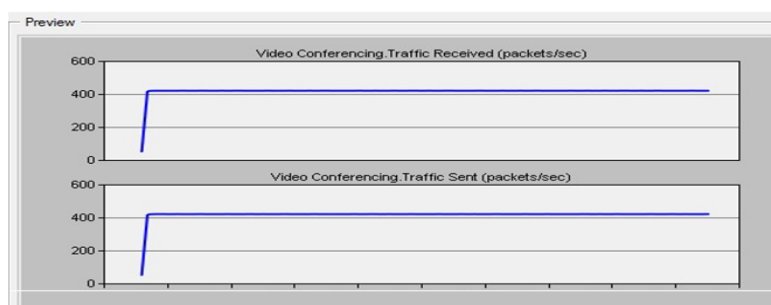 Preview
Video Conferencing.Traffic Received (packets/sec)
600
400
200
0
Video Conferencing.Traffic Sent (packets/sec)
600
400
200
0